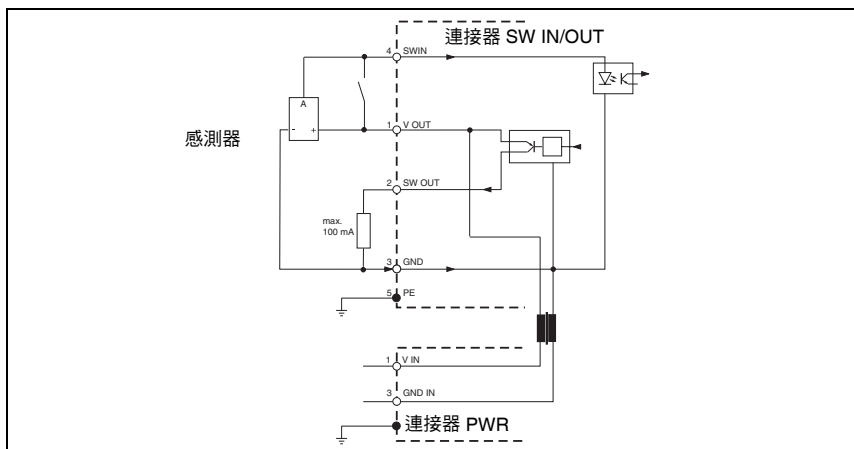 連接器 SW IN/OUT
4 SWIN
A
- +
感測器
1 V OUT
2 SW OUT
max.
100 mA
3 GND
5 PE
1 V IN
3 GND IN
連接器 PWR